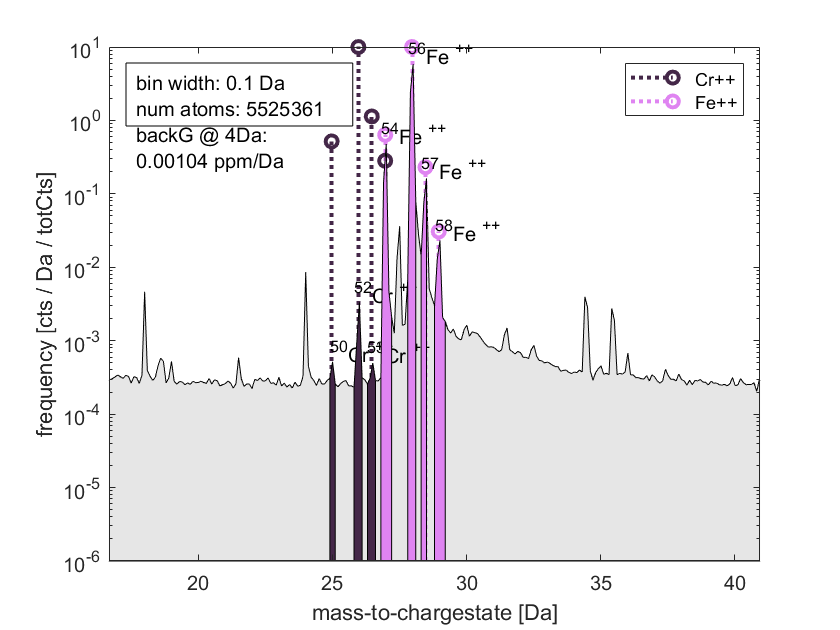 10^1
10^0
10^-1
10^-2
10^-3
10^-4
10^-5
10^-6
frequency [cts / Da / totCts]
bin width: 0.1 Da
num atoms: 5525361
backG @ 4Da:
0.00104 ppm/Da
56Fe ++
54Fe ++
57Fe ++
58Fe ++
52Cr ++
50Cr
Cr ++
Cr++
Fe++
20
25
30
35
40
mass-to-chargestate [Da]